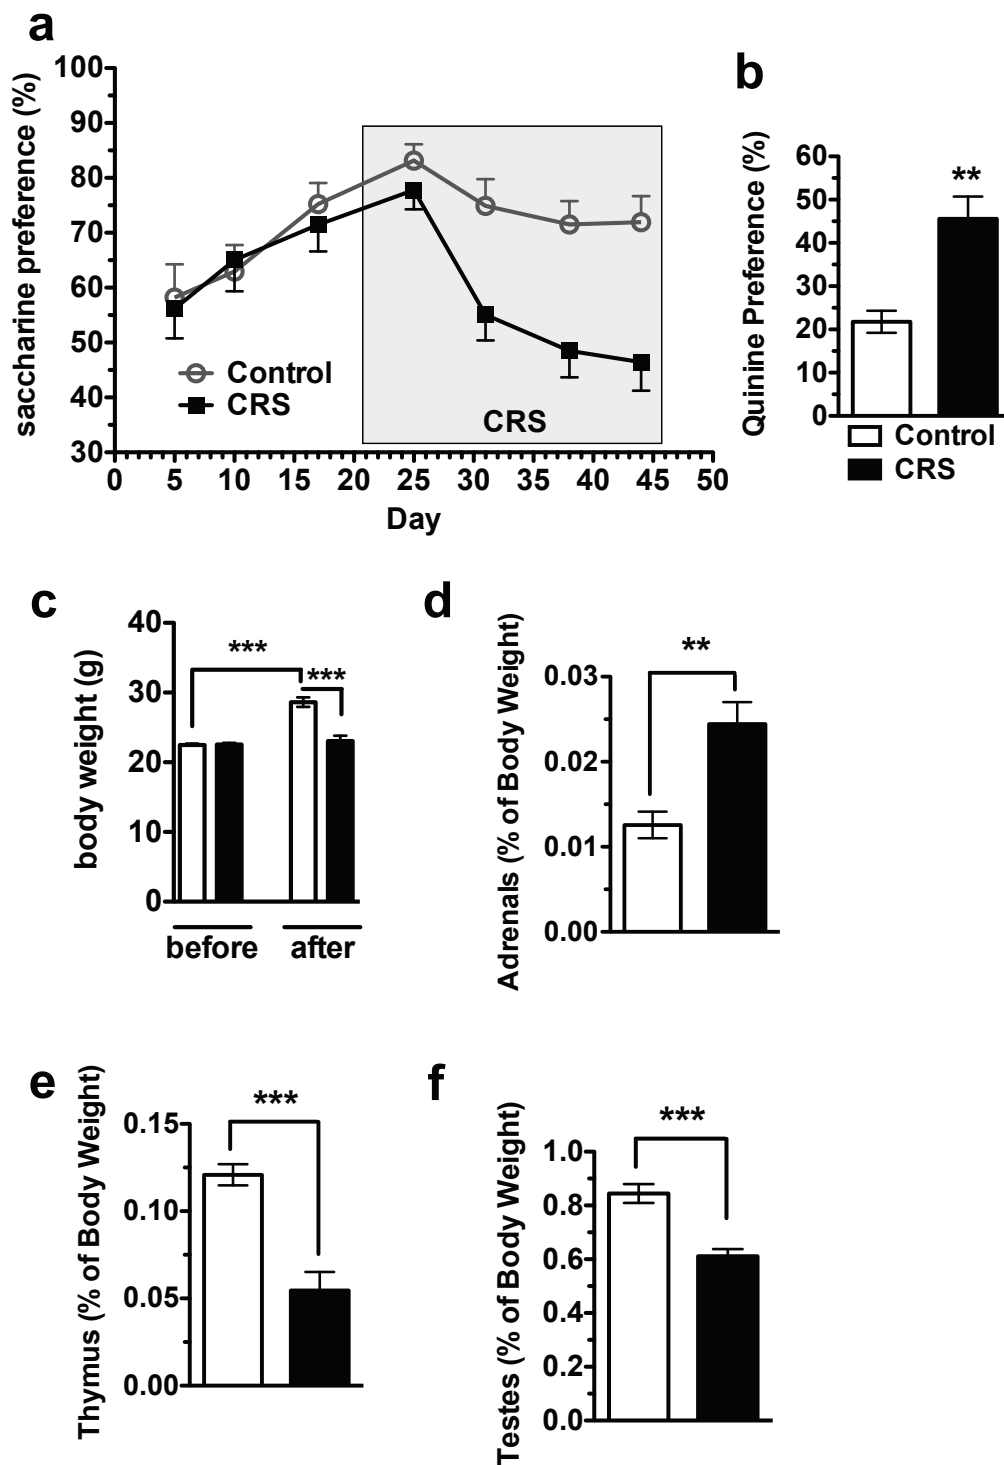 a
saccharine preference (%)
100
90
80
70
60
50
40
30
0 5 10 15 20 25 30 35 40 45 50
Day
Control
CRS
CRS
b
Quinine Preference (%)
60
50
40
30
20
10
0
**
Control
CRS
c
body weight (g)
40
30
20
10
0
***
***
before after
d
Adrenals (% of Body Weight)
0.03
0.02
0.01
0.00
**
e
Thymus (% of Body Weight)
0.15
0.10
0.05
0.00
***
f
Testes (% of Body Weight)
1.0
0.8
0.6
0.4
0.2
0.0
***